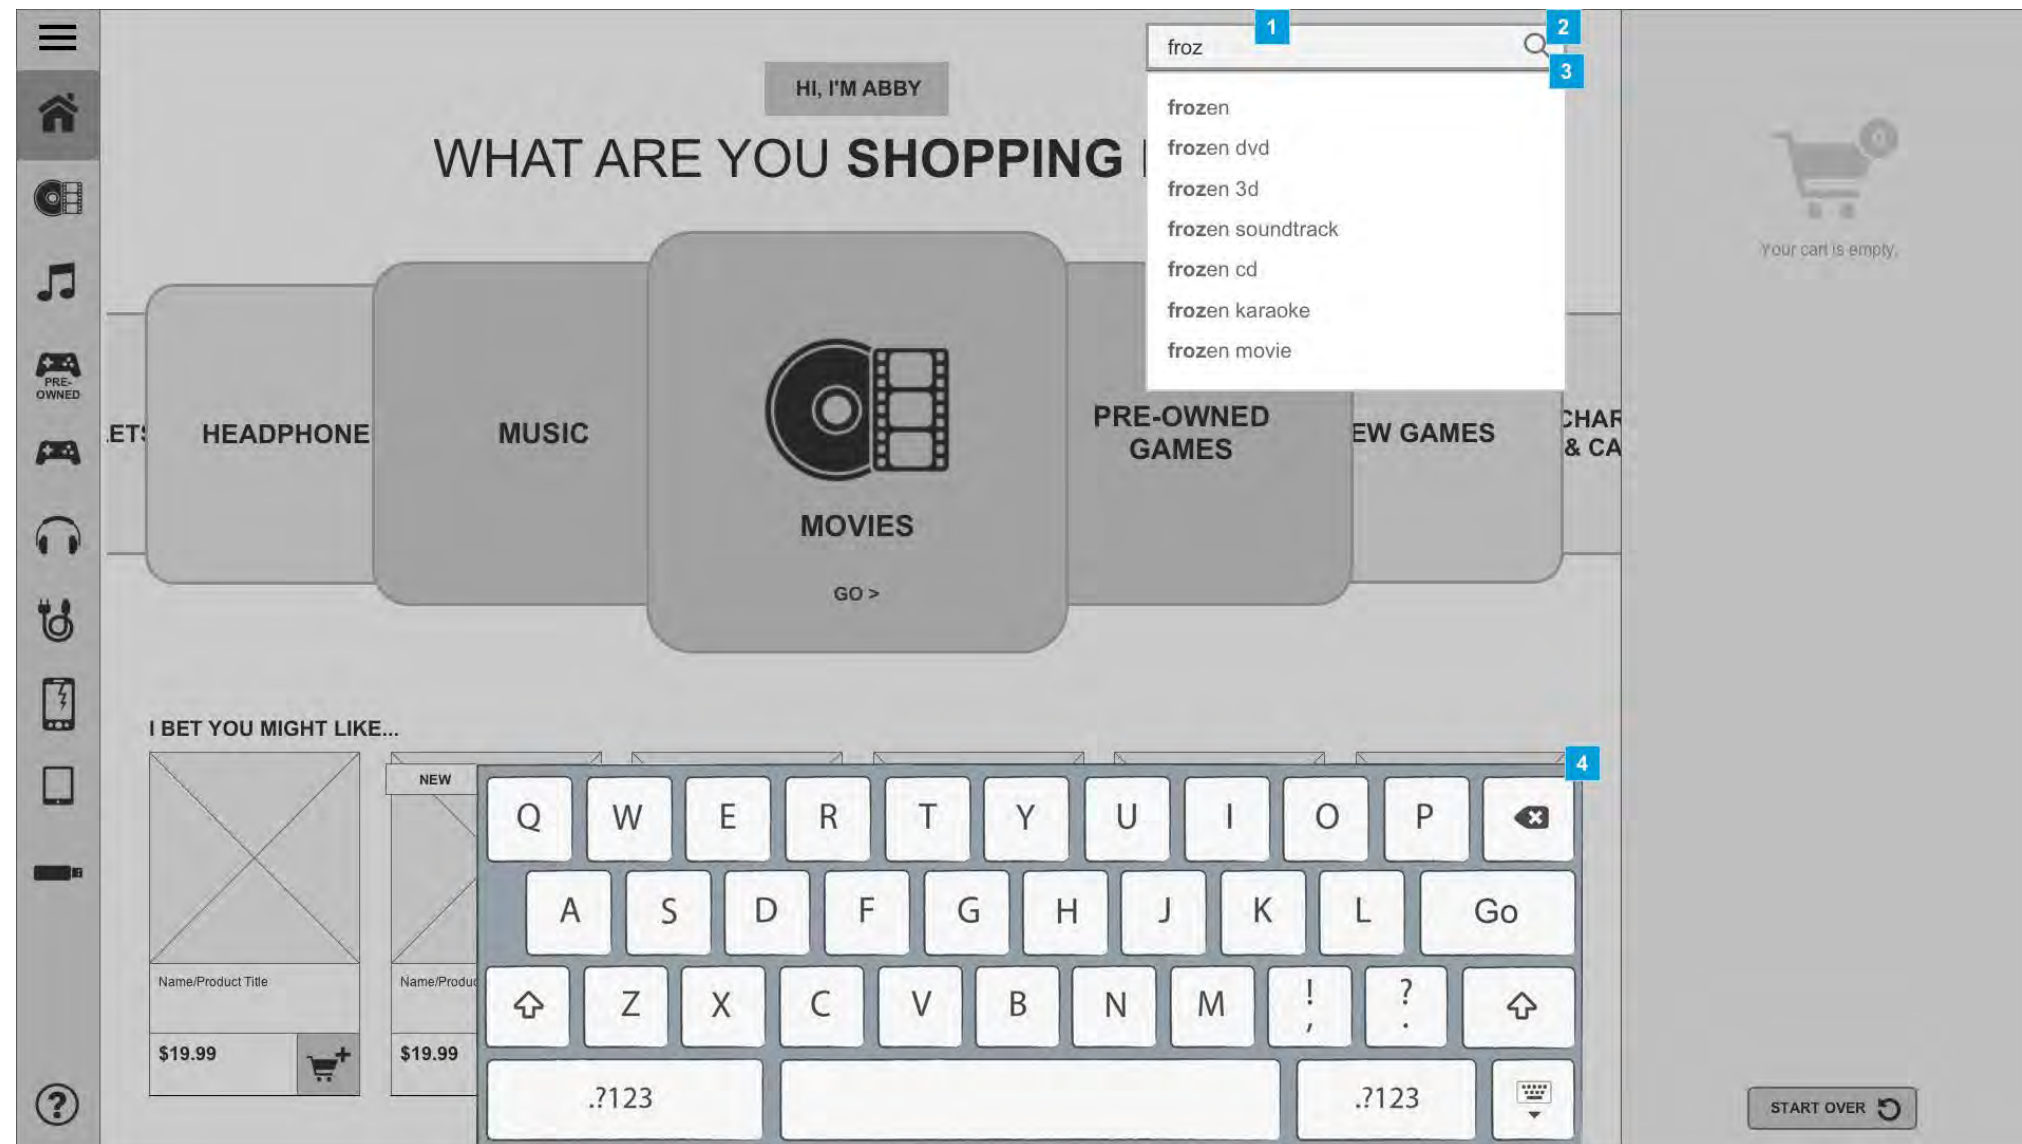 1
2
froz
3
HI, I'M ABBY
WHAT ARE YOU SHOPPING
frozen
frozen dvd
frozen 3d
frozen soundtrack
frozen cd
frozen karaoke
frozen movie
0
Your cart is empty.
PRE-
OWNED
HEADPHONE
MUSIC
MOVIES
GO >
PRE-OWNED
GAMES
EW GAMES
CHAR
& CA
I BET YOU MIGHT LIKE...
NEW
4
Name/Product Title
$19.99
Name/Produc
$19.99
Q W E R T Y U I O P
A S D F G H J K L Go
Z X C V B N M ! , ? .
.?123 .?123
START OVER
?